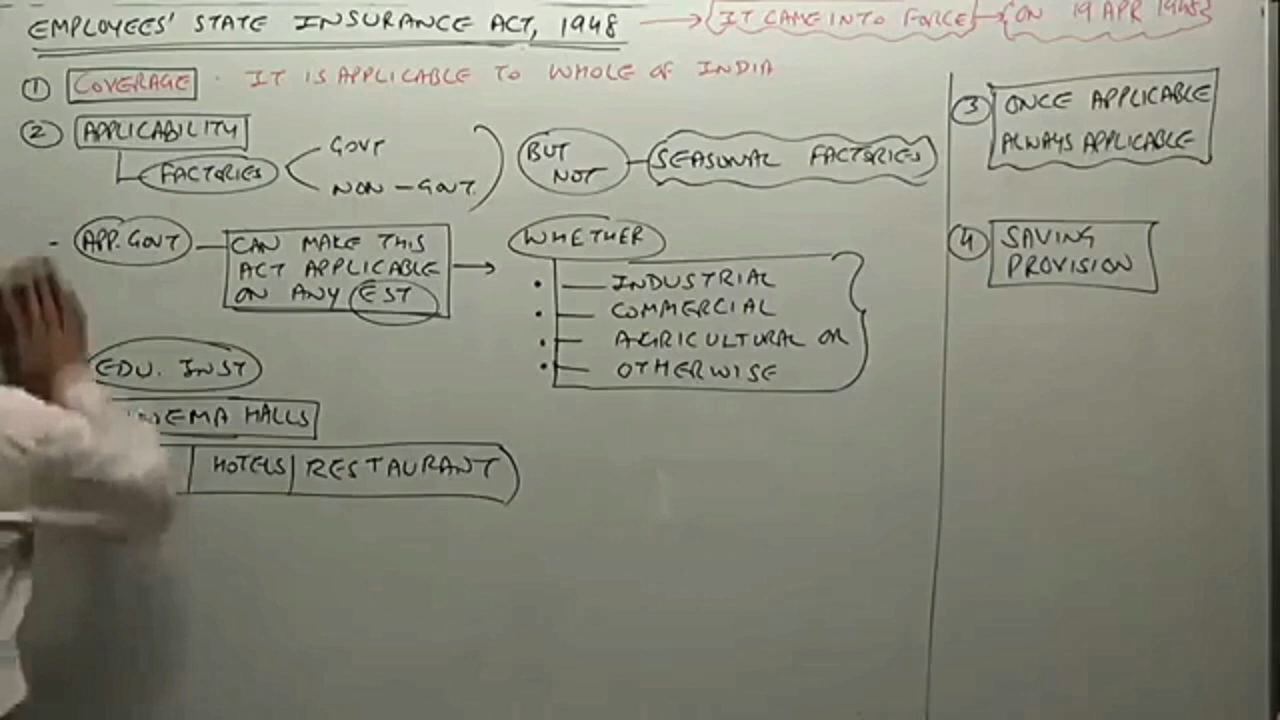 EMPLOYEES' STATE INSURANCE ACT, 1948 → IT CAME INTO FORCE → ON 19 APR 1948
① COVERAGE · IT IS APPLICABLE TO WHOLE OF INDIA
② APPLICABILITY
FACTORIES
GOVT
NON-GOVT.
BUT
NOT
SEASONAL FACTORIES
- APP. GOVT
CAN MAKE THIS
ACT APPLICABLE
ON ANY EST
→
WHETHER
· INDUSTRIAL
· COMMERCIAL
· AGRICULTURAL OR
· OTHERWISE
EDU. INST
HALLS
HOTELS | RESTAURANT
③ ONCE APPLICABLE
ALWAYS APPLICABLE
④ SAVING
PROVISION